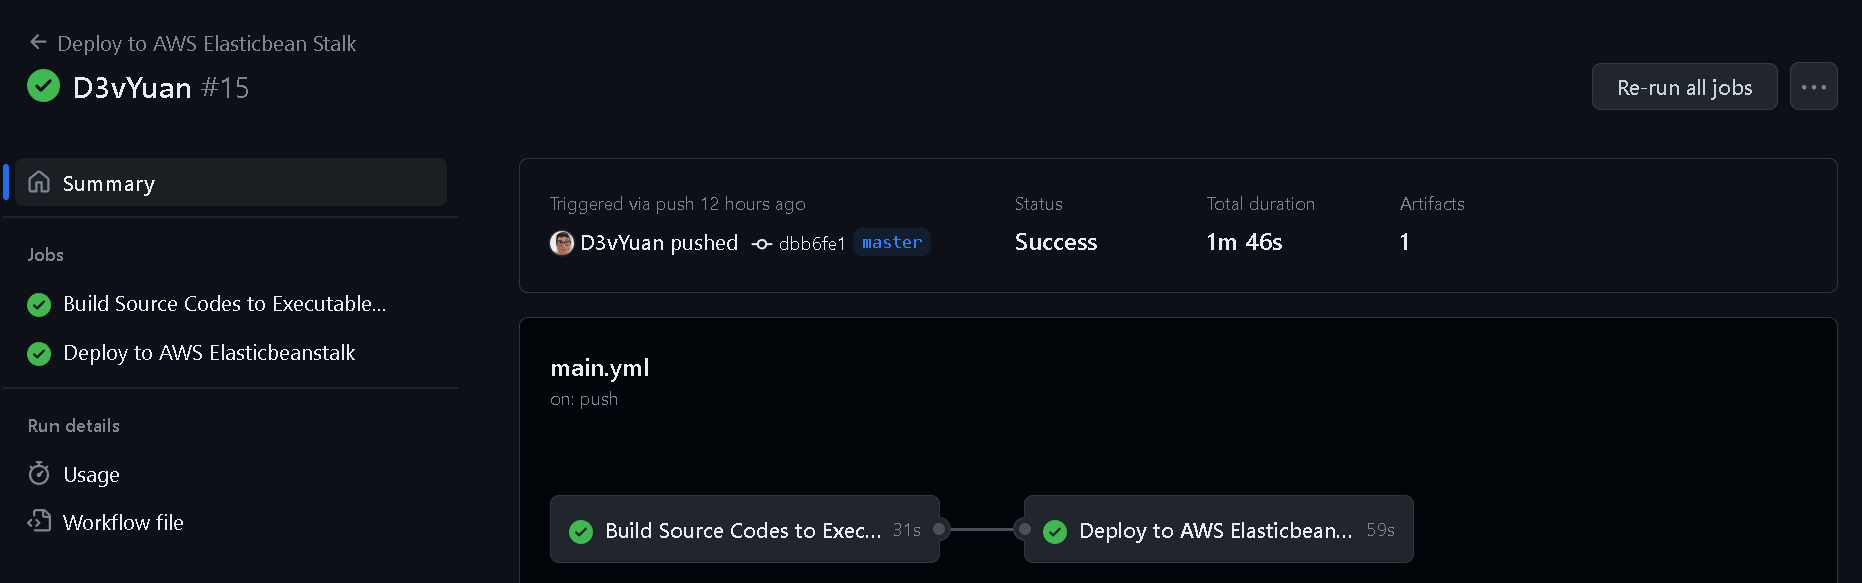 Deploy to AWS Elasticbean Stalk
D3vYuan #15
Re-run all jobs
Summary
Jobs
Build Source Codes to Executable...
Deploy to AWS Elasticbeanstalk
Run details
Usage
Workflow file
Triggered via push 12 hours ago
D3vYuan pushed dbb6fe1 master
Status
Success
Total duration
1m 46s
Artifacts
1
main.yml
on: push
Build Source Codes to Exec... 31s
Deploy to AWS Elasticbean... 59s